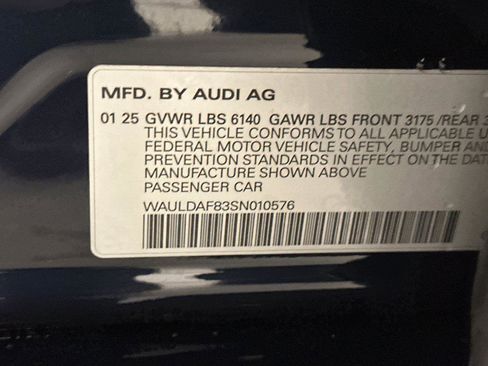 MFD. BY AUDI AG
01 25 GVWR LBS 6140 GAWR LBS FRONT 3175 /REAR 3
THIS VEHICLE CONFORMS TO ALL APPLICABLE U
FEDERAL MOTOR VEHICLE SAFETY, BUMPER AND
PREVENTION STANDARDS IN EFFECT ON THE DAT
MANUFACTURE SHOWN ABOVE
PASSENGER CAR
WAULDAF83SN010576